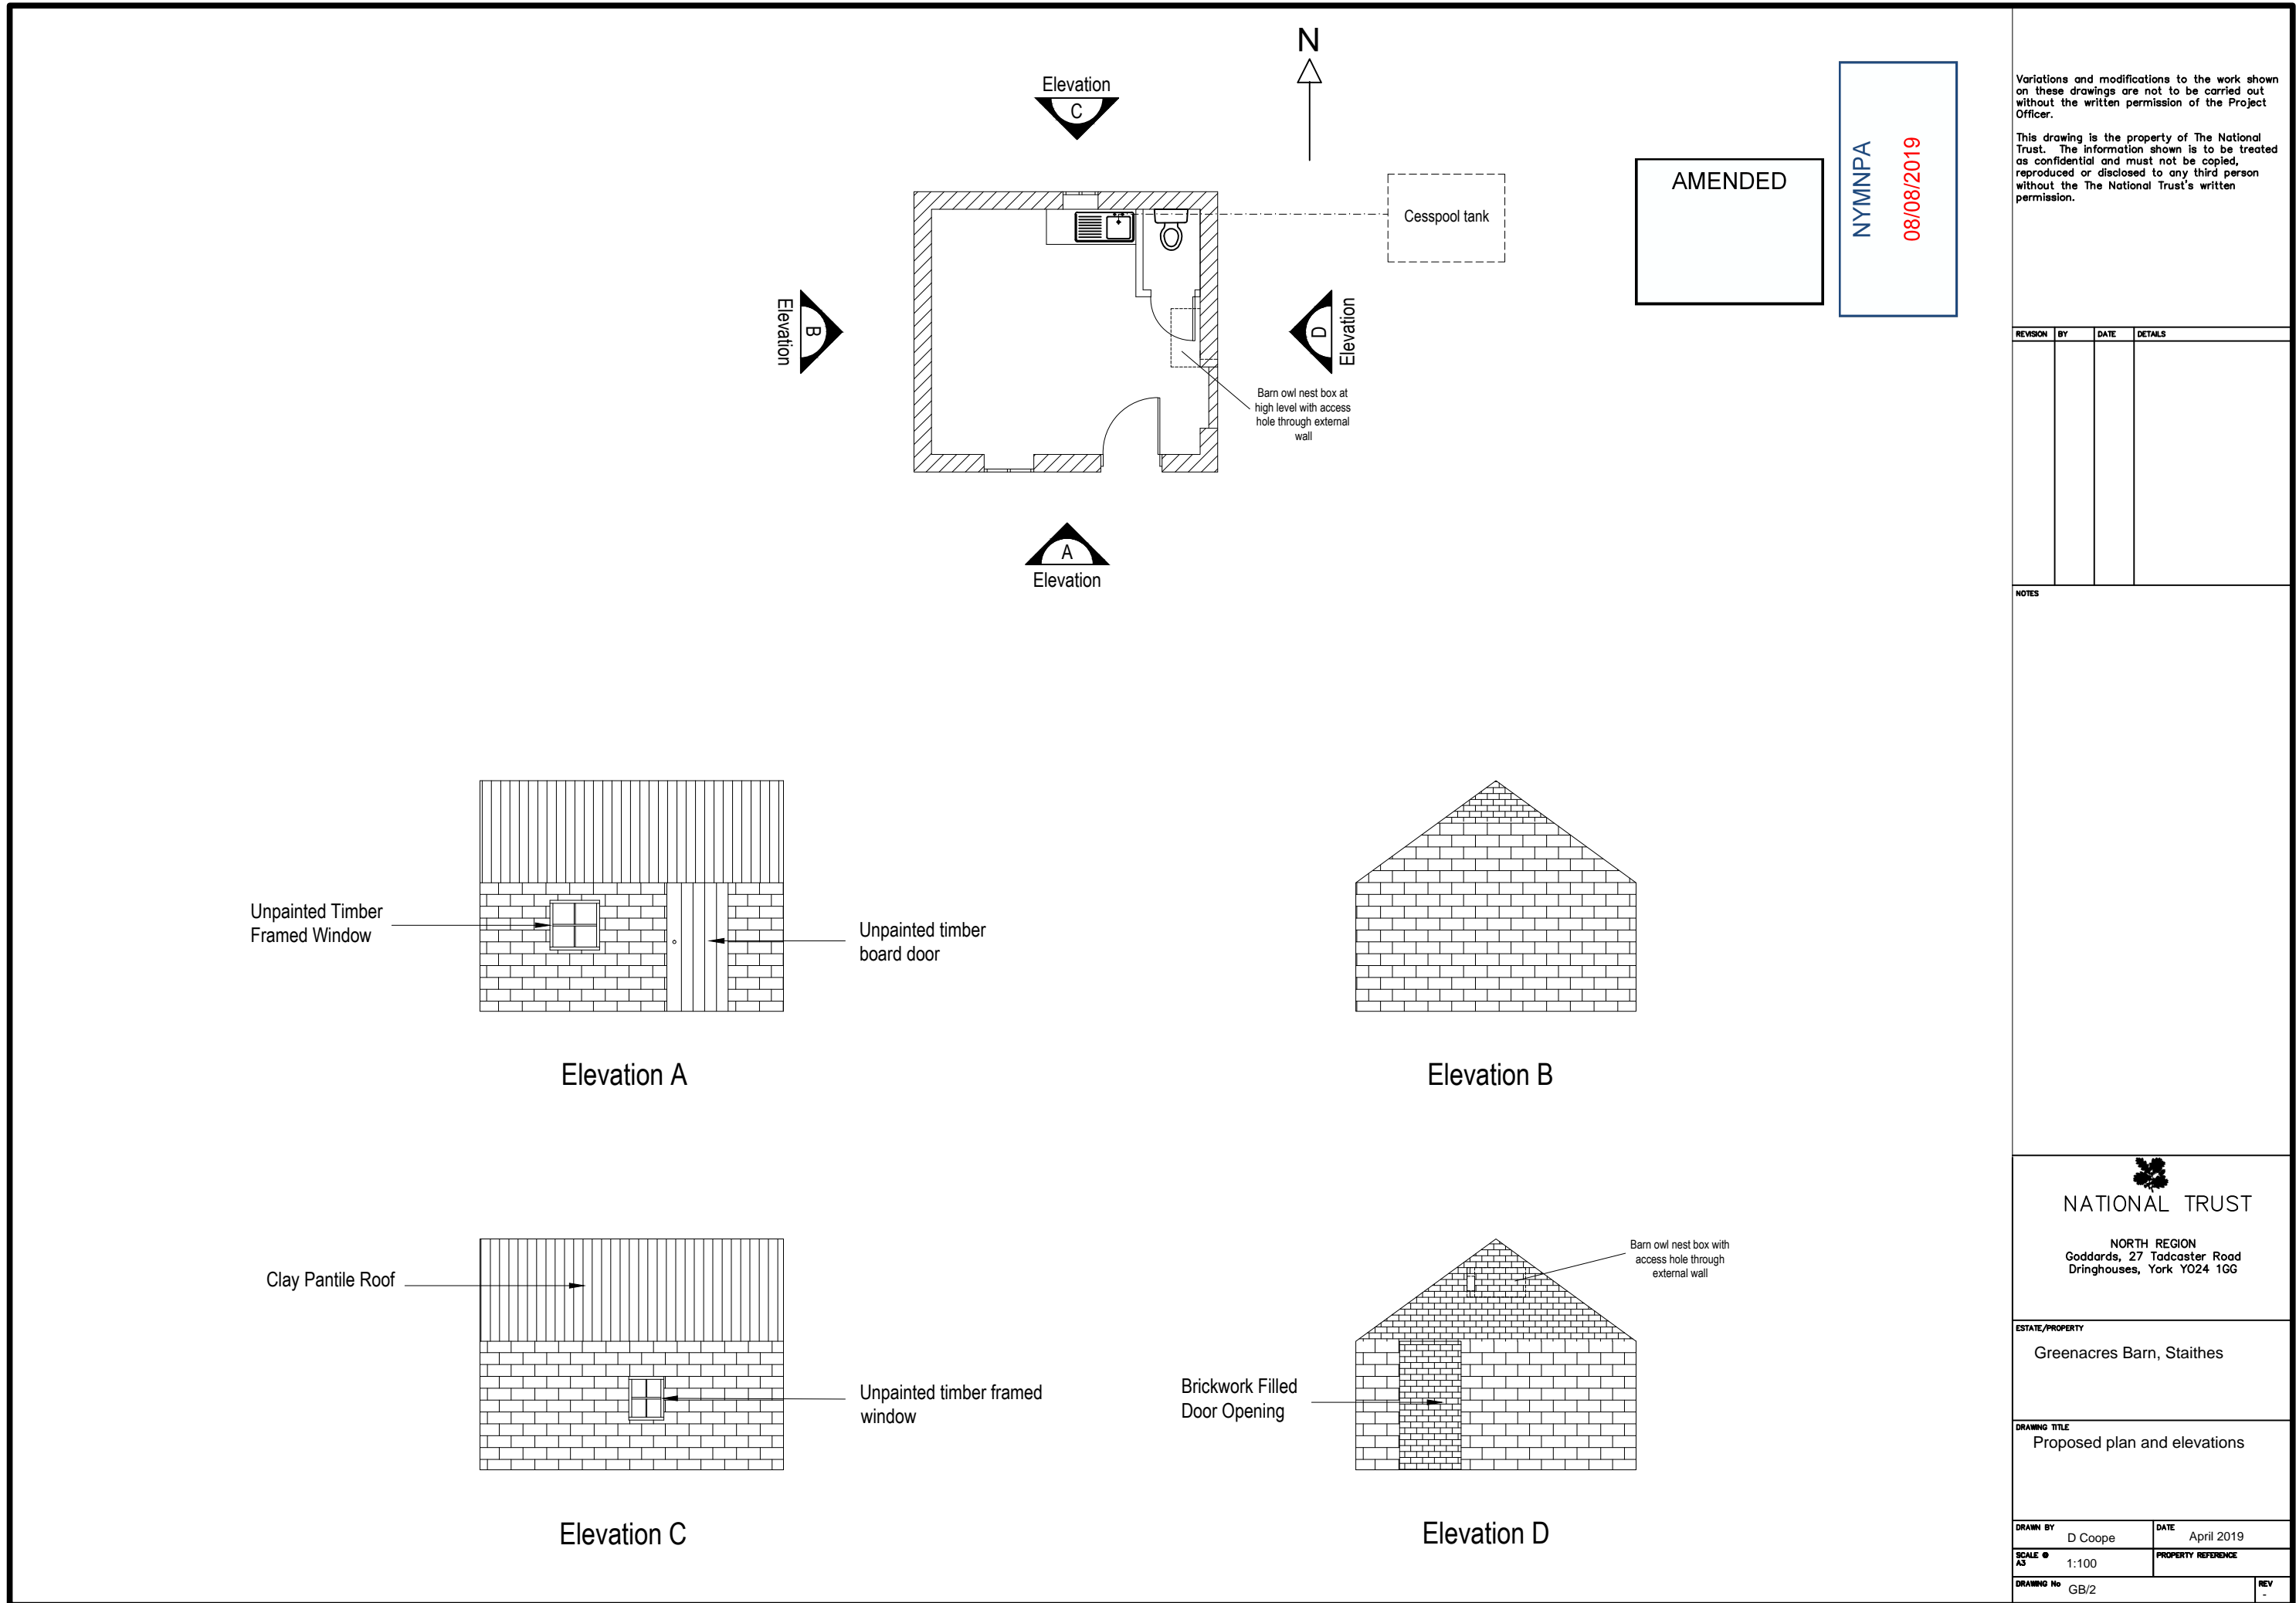 N
Elevation
C
Cesspool tank
Elevation
B
D
Elevation
Barn owl nest box at
high level with access
hole through external
wall
A
Elevation
AMENDED
NYMNPA
08/08/2019
Unpainted Timber
Framed Window
Unpainted timber
board door
Elevation A
Elevation B
Clay Pantile Roof
Unpainted timber framed
window
Elevation C
Barn owl nest box with
access hole through
external wall
Brickwork Filled
Door Opening
Elevation D
Variations and modifications to the work shown
on these drawings are not to be carried out
without the written permission of the Project
Officer.
This drawing is the property of The National
Trust. The information shown is to be treated
as confidential and must not be copied,
reproduced or disclosed to any third person
without the The National Trust's written
permission.
REVISION BY DATE DETAILS
NOTES
NATIONAL TRUST
NORTH REGION
Goddards, 27 Tadcaster Road
Dringhouses, York YO24 1GG
ESTATE/PROPERTY
Greenacres Barn, Staithes
DRAWING TITLE
Proposed plan and elevations
DRAWN BY D Coope DATE April 2019
SCALE @ A3 1:100 PROPERTY REFERENCE
DRAWING No GB/2 REV -